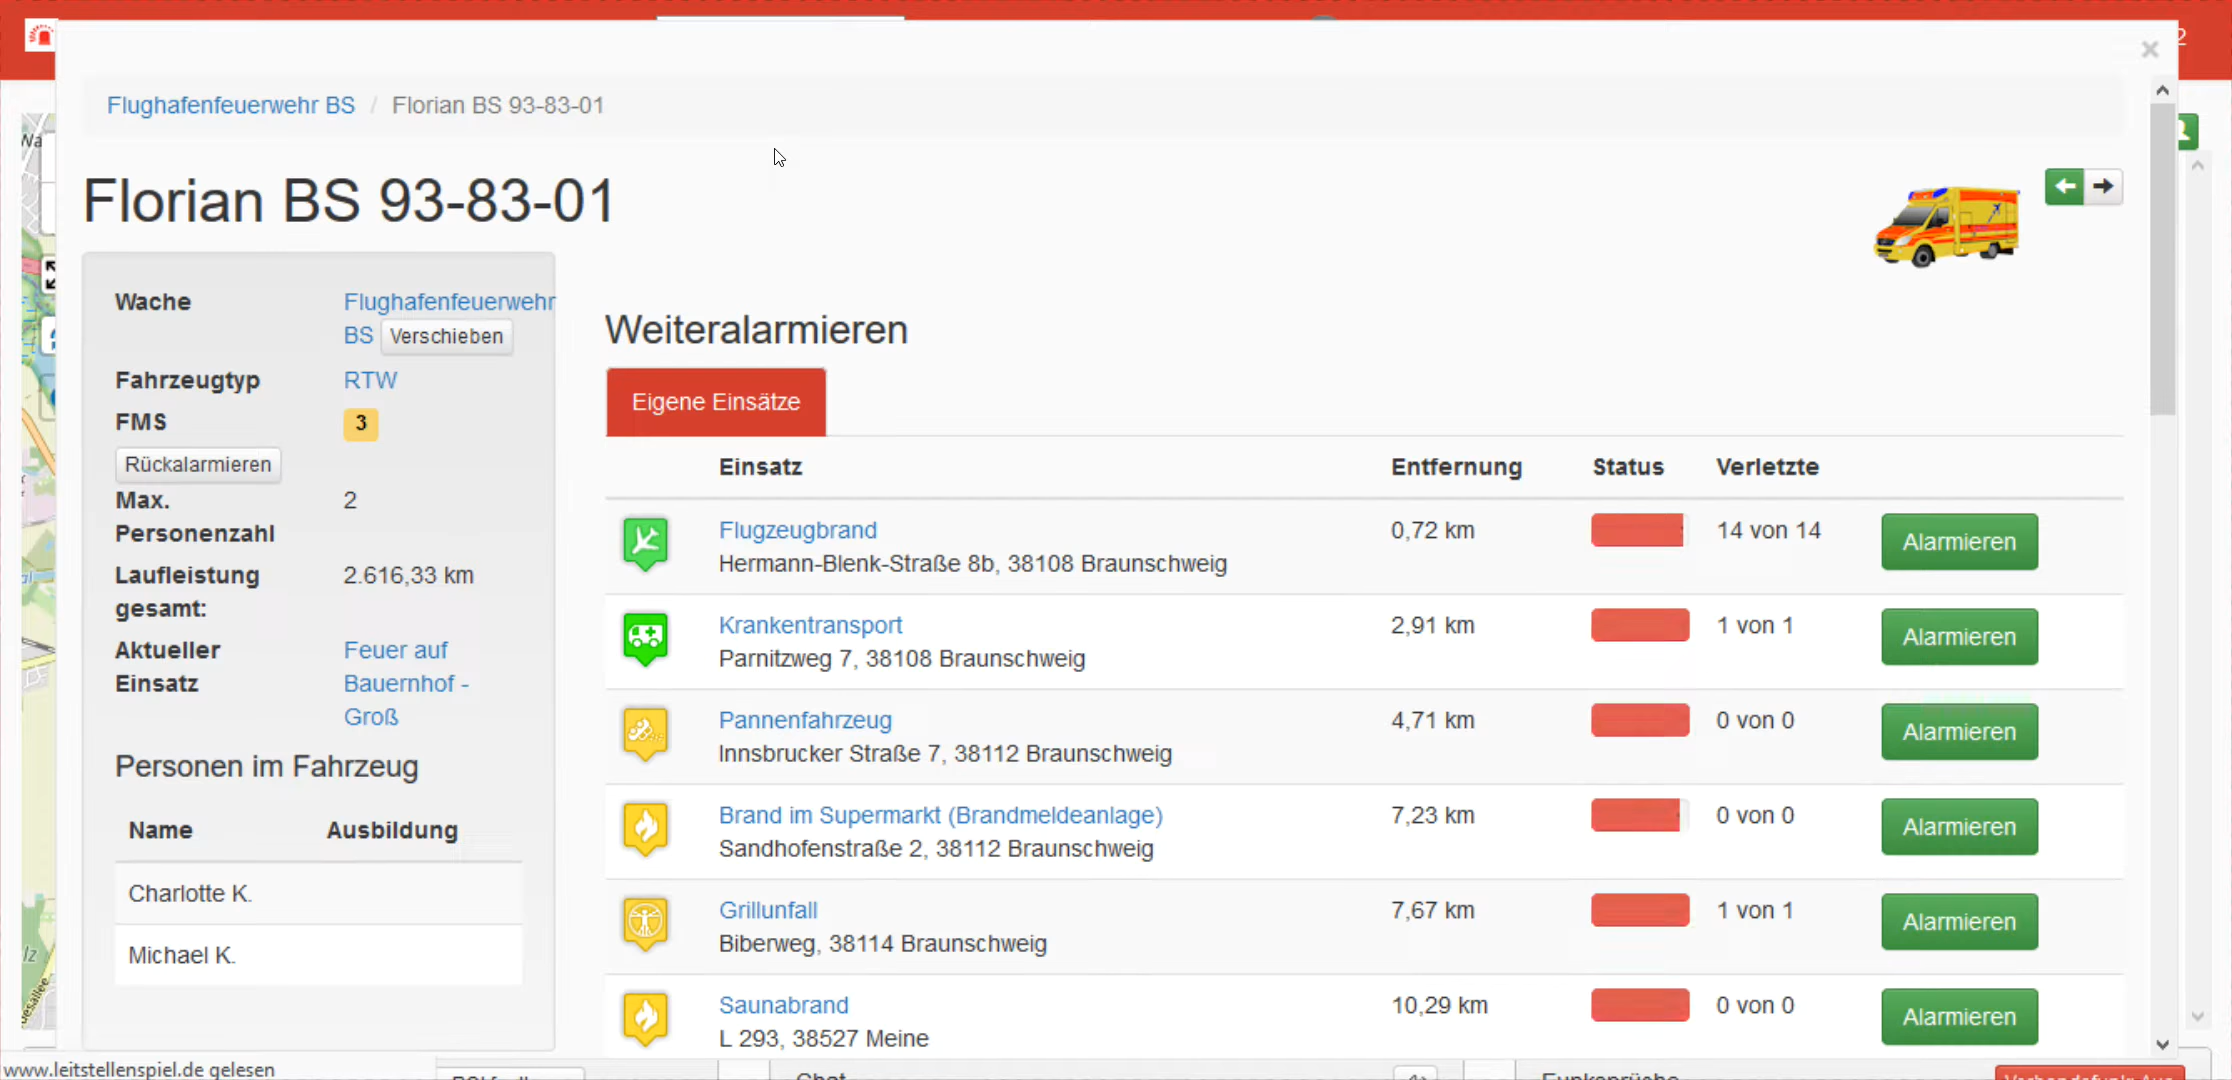 Flughafenfeuerwehr BS / Florian BS 93-83-01
Florian BS 93-83-01
Wache Flughafenfeuerwehr
BS Verschieben
Fahrzeugtyp RTW
FMS 3
Rückalarmieren
Max. 2
Personenzahl
Laufleistung 2.616,33 km
gesamt:
Aktueller Feuer auf
Einsatz Bauernhof -
Groß
Personen im Fahrzeug
Name Ausbildung
Charlotte K.
Michael K.
Weiteralarmieren
Eigene Einsätze
Einsatz Entfernung Status Verletzte
Flugzeugbrand 0,72 km 14 von 14 Alarmieren
Hermann-Blenk-Straße 8b, 38108 Braunschweig
Krankentransport 2,91 km 1 von 1 Alarmieren
Parnitzweg 7, 38108 Braunschweig
Pannenfahrzeug 4,71 km 0 von 0 Alarmieren
Innsbrucker Straße 7, 38112 Braunschweig
Brand im Supermarkt (Brandmeldeanlage) 7,23 km 0 von 0 Alarmieren
Sandhofenstraße 2, 38112 Braunschweig
Grillunfall 7,67 km 1 von 1 Alarmieren
Biberweg, 38114 Braunschweig
Saunabrand 10,29 km 0 von 0 Alarmieren
L 293, 38527 Meine
www.leitstellenspiel.de gelesen
Chat Funksprüche